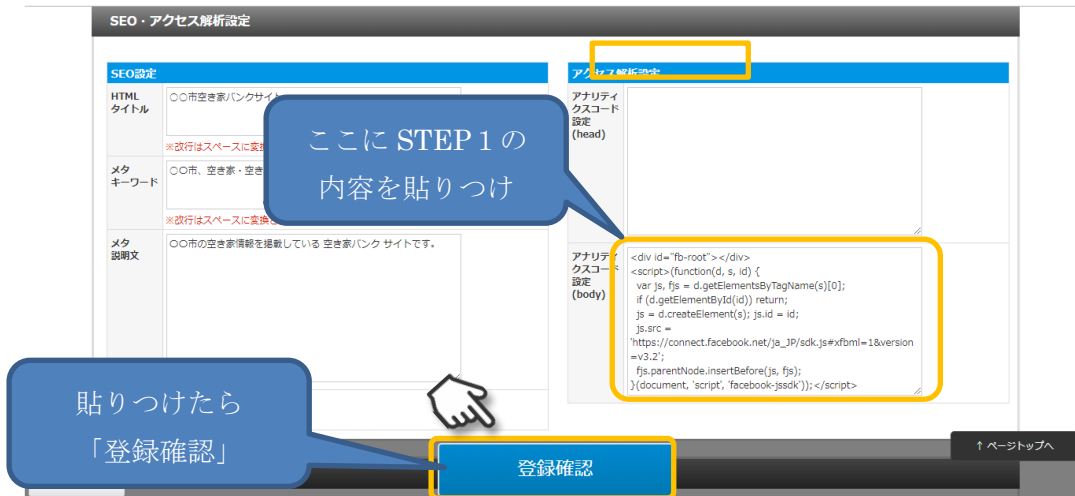 SEO・アクセス解析設定
SEO設定
HTML
タイトル
〇〇市空き家バンクサイト
※改行はスペースに変換
メタ
キーワード
〇〇市、空き家・空き
※改行はスペースに変換
メタ
説明文
〇〇市の空き家情報を掲載している 空き家バンク サイトです。
アクセス解析設定
アナリティ
クスコード
設定
(head)
アナリティ
クスコード
設定
(body)
<div id="fb-root"></div>
<script>(function(d, s, id) {
var js, fjs = d.getElementsByTagName(s)[0];
if (d.getElementById(id)) return;
js = d.createElement(s); js.id = id;
js.src =
'https://connect.facebook.net/ja_JP/sdk.js#xfbml=1&version
=v3.2';
fjs.parentNode.insertBefore(js, fjs);
}(document, 'script', 'facebook-jssdk'));</script>
ここに STEP１の
内容を貼りつけ
貼りつけたら
「登録確認」
登録確認
↑ ページトップへ